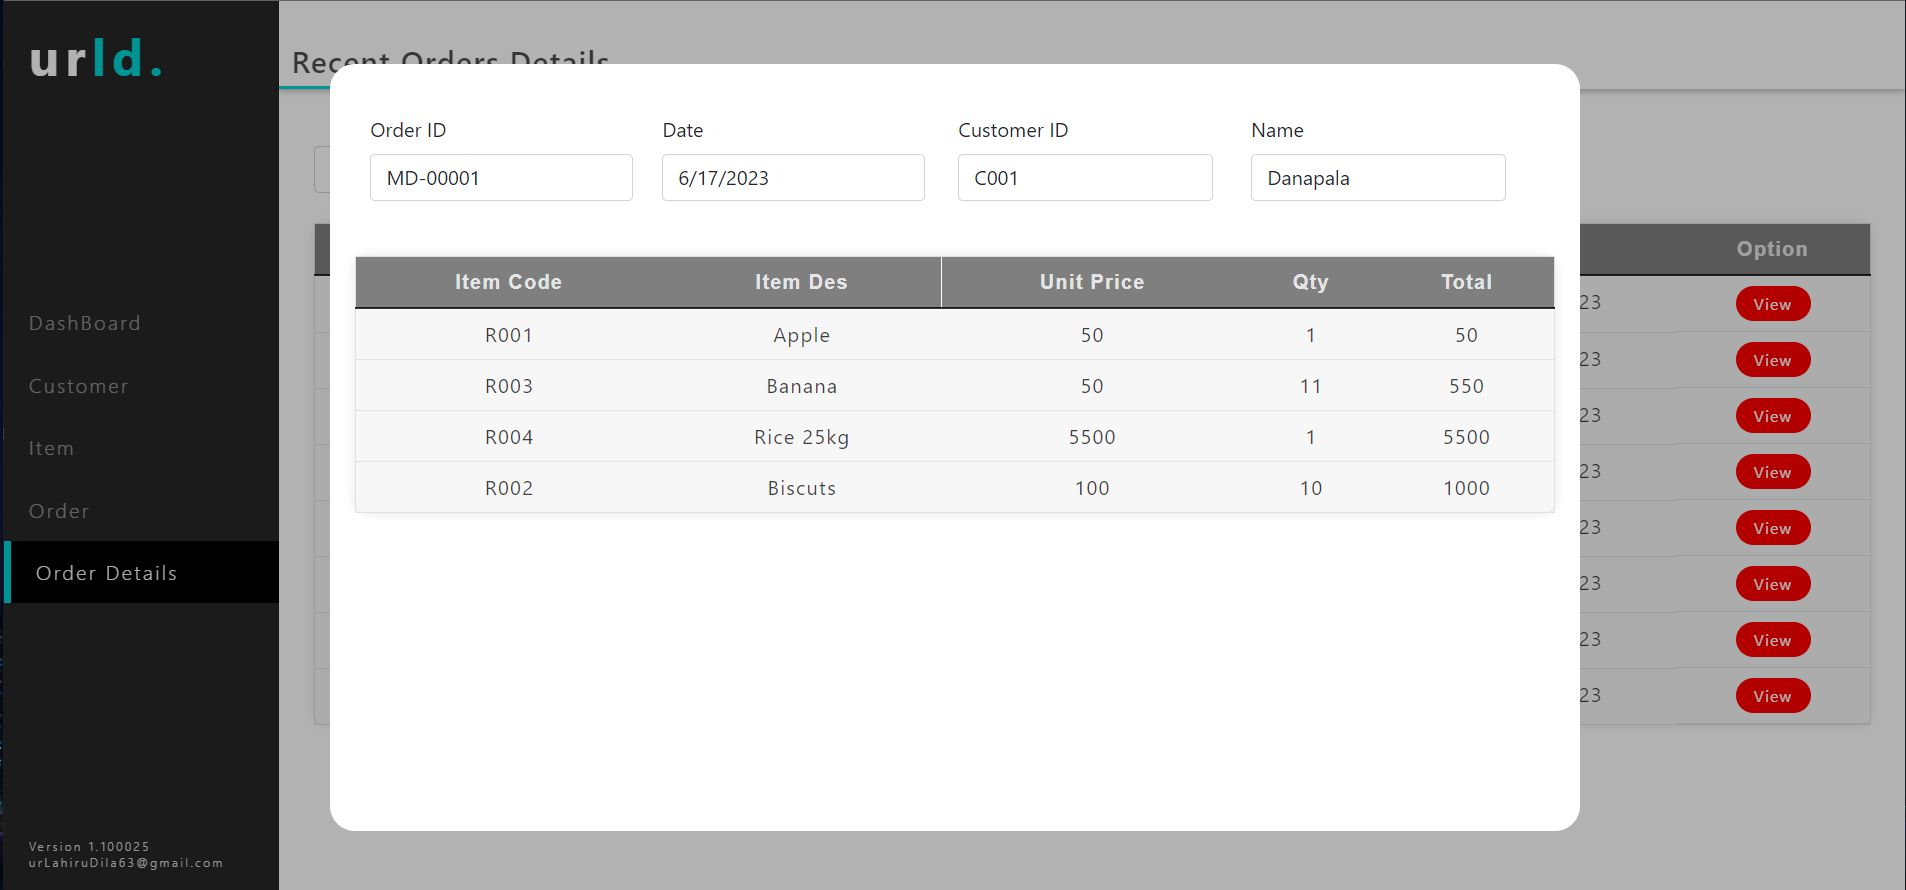 urld.
DashBoard
Customer
Item
Order
Order Details
Version 1.100025
urLahiruDila63@gmail.com
Recent Orders Details
Order ID Date Customer ID Name
MD-00001 6/17/2023 C001 Danapala
Item Code Item Des Unit Price Qty Total
R001 Apple 50 1 50
R003 Banana 50 11 550
R004 Rice 25kg 5500 1 5500
R002 Biscuts 100 10 1000
Option
23 View
23 View
23 View
23 View
23 View
23 View
23 View
23 View